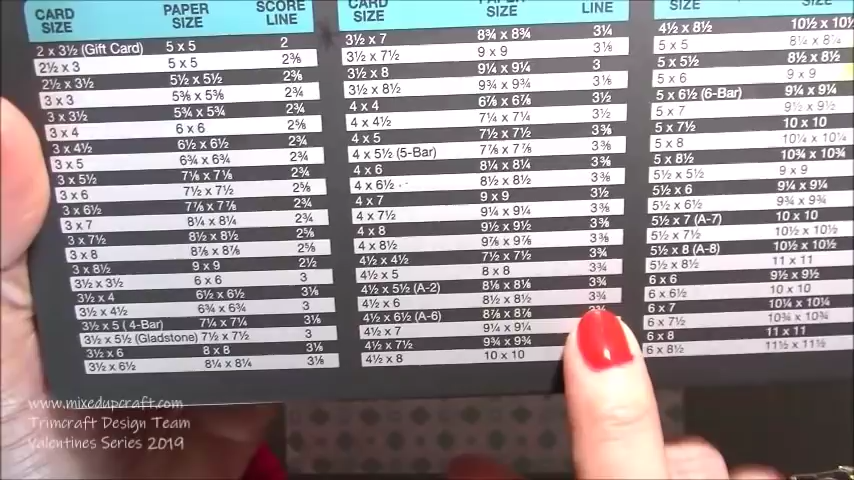 CARD SIZE PAPER SIZE SCORE LINE
2 x 3½ (Gift Card) 5 x 5 2
2½ x 3 5 x 5 2⅜
2½ x 3½ 5½ x 5½ 2⅜
3 x 3 5⅜ x 5⅜ 2¾
3 x 3½ 5¾ x 5¾ 2¾
3 x 4 6 x 6 2⅝
3 x 4½ 6½ x 6½ 2¾
3 x 5 6¾ x 6¾ 2¾
3 x 5½ 7⅛ x 7⅛ 2¾
3 x 6 7½ x 7½ 2⅝
3 x 6½ 7⅞ x 7⅞ 2¾
3 x 7 8¼ x 8¼ 2¾
3 x 7½ 8½ x 8½ 2⅝
3 x 8 8⅞ x 8⅞ 2⅝
3 x 8½ 9 x 9 2½
3½ x 3½ 6 x 6 3
3½ x 4 6½ x 6½ 3⅛
3½ x 4½ 6¾ x 6¾ 3
3½ x 5 (4-Bar) 7¼ x 7¼ 3⅛
3½ x 5½ (Gladstone) 7½ x 7½ 3
3½ x 6 8 x 8 3⅛
3½ x 6½ 8¼ x 8¼ 3⅛
CARD SIZE PAPER SIZE LINE
3½ x 7 8¾ x 8¾ 3¼
3½ x 7½ 9 x 9 3⅛
3½ x 8 9¼ x 9¼ 3
3½ x 8½ 9¾ x 9¾ 3¼
4 x 4 6⅞ x 6⅞ 3½
4 x 4½ 7¼ x 7¼ 3½
4 x 5 7½ x 7½ 3⅜
4 x 5½ (5-Bar) 7⅞ x 7⅞ 3⅜
4 x 6 8¼ x 8¼ 3⅜
4 x 6½ 8½ x 8½ 3⅜
4 x 7 9 x 9 3½
4 x 7½ 9¼ x 9¼ 3⅜
4 x 8 9½ x 9½ 3⅜
4 x 8½ 9⅞ x 9⅞ 3⅜
4½ x 4½ 7½ x 7½ 3¾
4½ x 5 8 x 8 3¾
4½ x 5½ (A-2) 8⅛ x 8⅛ 3¾
4½ x 6 8½ x 8½ 3¾
4½ x 6½ (A-6) 8⅞ x 8⅞
4½ x 7 9¼ x 9¼
4½ x 7½ 9¾ x 9¾
4½ x 8 10 x 10
SIZE SIZE
4½ x 8½ 10½ x 10½
5 x 5 8¼ x 8¼
5 x 5½ 8½ x 8½
5 x 6 9 x 9
5 x 6½ (6-Bar) 9¼ x 9¼
5 x 7 9½ x 9½
5 x 7½ 10 x 10
5 x 8 10¼ x 10¼
5 x 8½ 10¾ x 10¾
5½ x 5½ 9 x 9
5½ x 6 9¼ x 9¼
5½ x 6½ 9¾ x 9¾
5½ x 7 (A-7) 10 x 10
5½ x 7½ 10½ x 10½
5½ x 8 (A-8) 10½ x 10½
5½ x 8½ 11 x 11
6 x 6 9½ x 9½
6 x 6½ 10 x 10
6 x 7 10¼ x 10¼
6 x 7½ 10¾ x 10¾
6 x 8 11 x 11
6 x 8½ 11½ x 11½
www.mixedupcraft.com
Trimcraft Design Team
Valentines Series 2019